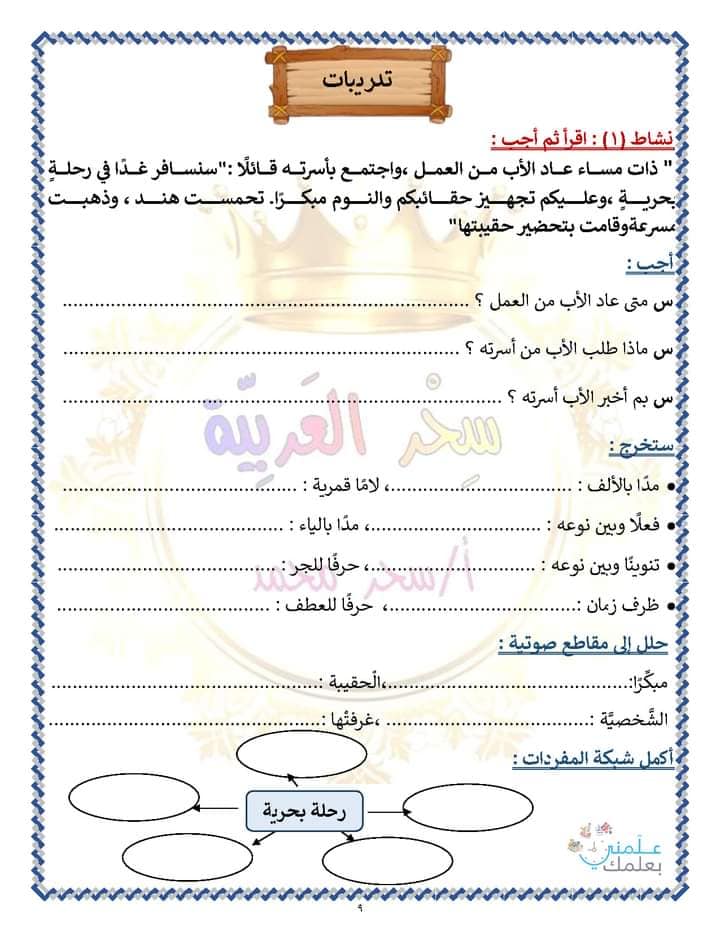 تدريبات
نشاط (١) : اقرأ ثم أجب :
" ذات مساء عاد الأب من العمل ،واجتمع بأسرته قائلًا :"سنسافر غدًا في رحلةٍ
بحريةٍ ،وعليكم تجهيز حقائبكم والنوم مبكرًا. تحمست هند ، وذهبت
مسرعةوقامت بتحضير حقيبتها"
أجب :
س متى عاد الأب من العمل ؟ ........................................
س ماذا طلب الأب من أسرته ؟ ........................................
س بم أخبر الأب أسرته ؟ ........................................
سِحْر العَربيّة
ستخرج :
• مدًا بالألف : ..............................، لامًا قمرية : ..............................
• فعلًا وبين نوعه : ..............................، مدًا بالياء : ..............................
• تنوينًا وبين نوعه : ..............................، حرفًا للجر : ..............................
أ/سحر محمد
• ظرف زمان :..............................، حرفًا للعطف : ..............................
حلل إلى مقاطع صوتية :
مبكِّرًا:..............................،الْحقيبة :..............................
الشَّخصيَّة :.............................. ،غرفتْها :..............................
أكمل شبكة المفردات :
رحلة بحرية
علّمني
بعلمك
٩